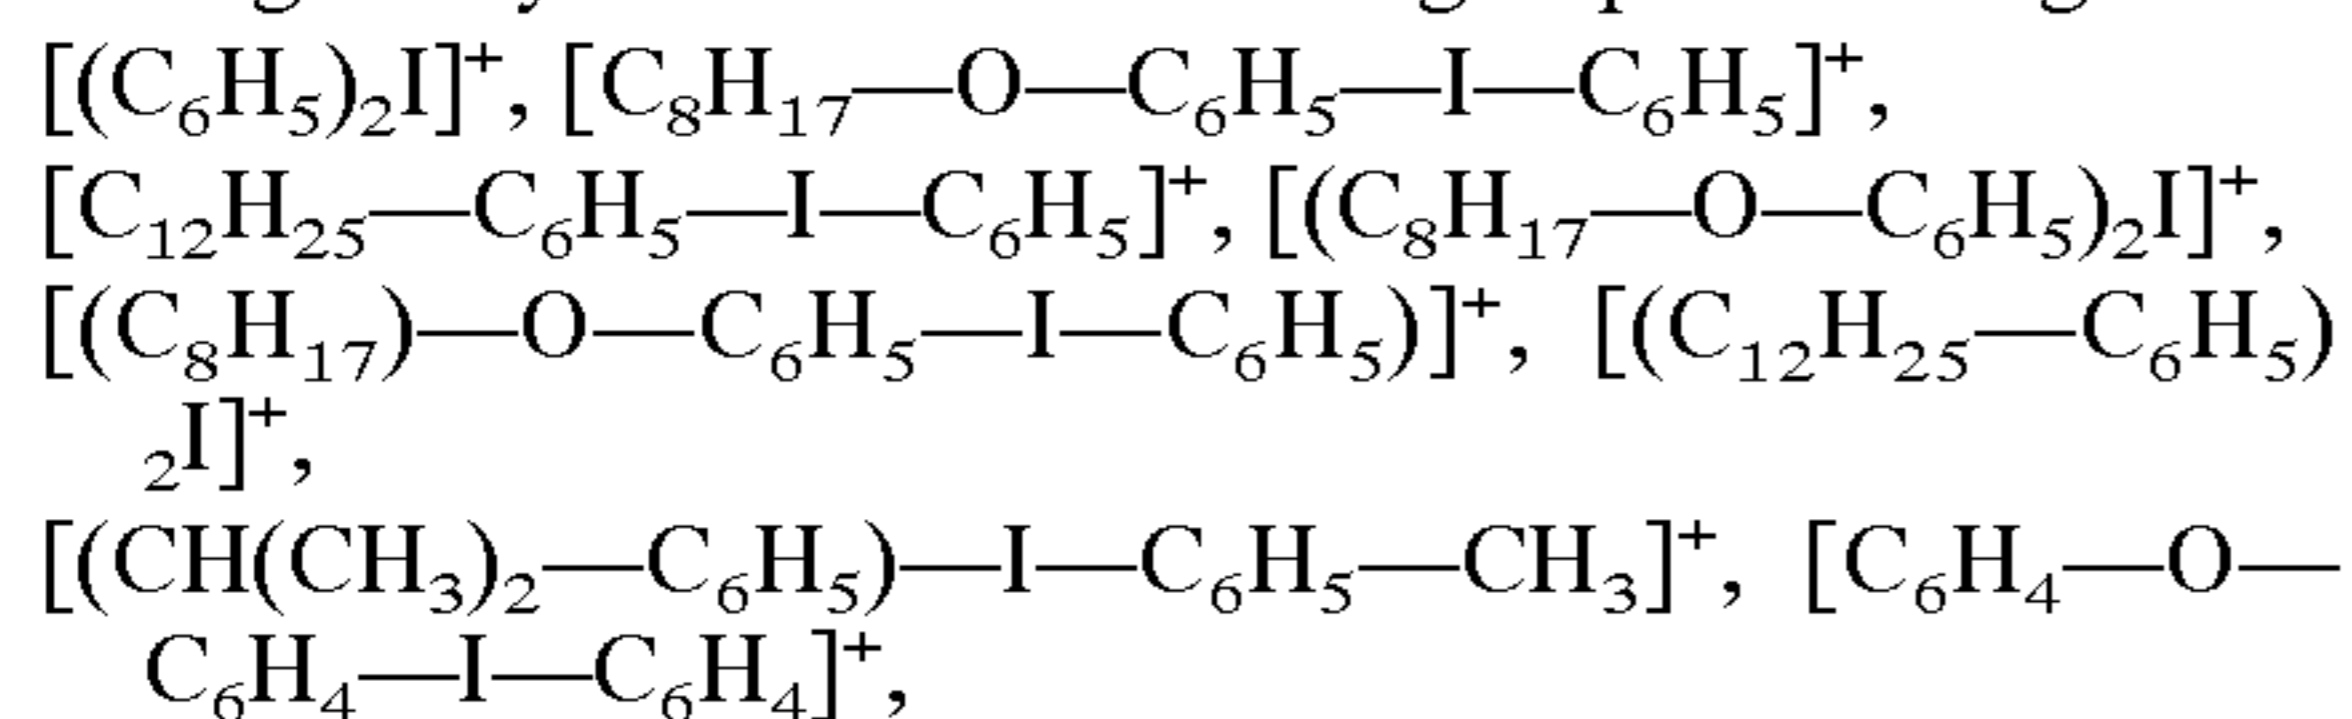 [(C₆H₅)₂I]⁺, [C₈H₁₇—O—C₆H₅—I—C₆H₅]⁺,
[C₁₂H₂₅—C₆H₅—I—C₆H₅]⁺, [(C₈H₁₇—O—C₆H₅)₂I]⁺,
[(C₈H₁₇)—O—C₆H₅—I—C₆H₅)]⁺, [(C₁₂H₂₅—C₆H₅)
₂I]⁺,
[(CH(CH₃)₂—C₆H₅)—I—C₆H₅—CH₃]⁺, [C₆H₄—O—
C₆H₄—I—C₆H₄]⁺,